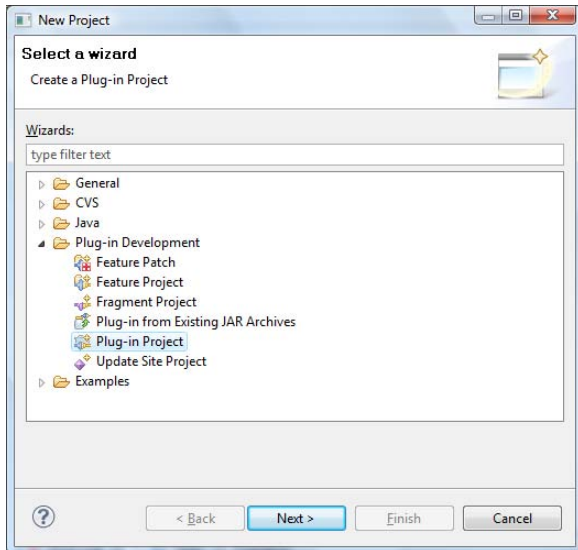 New Project
Select a wizard
Create a Plug-in Project
Wizards:
type filter text
General
CVS
Java
Plug-in Development
Feature Patch
Feature Project
Fragment Project
Plug-in from Existing JAR Archives
Plug-in Project
Update Site Project
Examples
? < Back Next > Finish Cancel